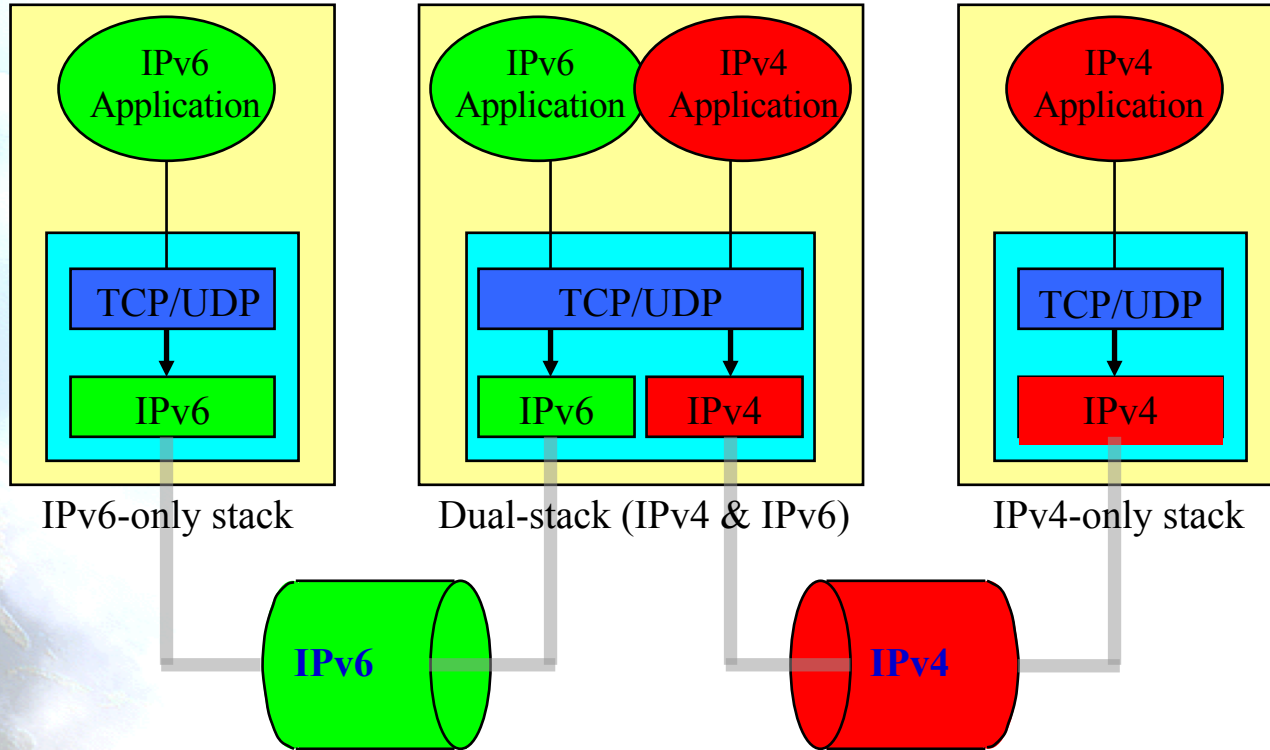 IPv6
Application
IPv6
Application
IPv4
Application
IPv4
Application
TCP/UDP
TCP/UDP
TCP/UDP
IPv6
IPv6
IPv4
IPv4
IPv6-only stack
Dual-stack (IPv4 & IPv6)
IPv4-only stack
IPv6
IPv4